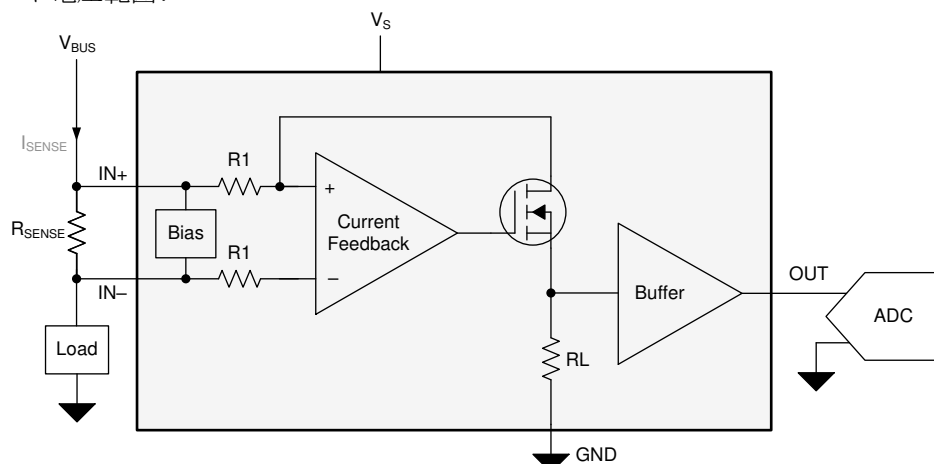 V_BUS
V_S
I_SENSE
IN+
R1
R_SENSE
Bias
IN–
R1
+
–
Current
Feedback
Load
RL
Buffer
OUT
ADC
GND